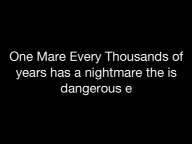 One Mare Every Thousands of
years has a nightmare the is
dangerous e